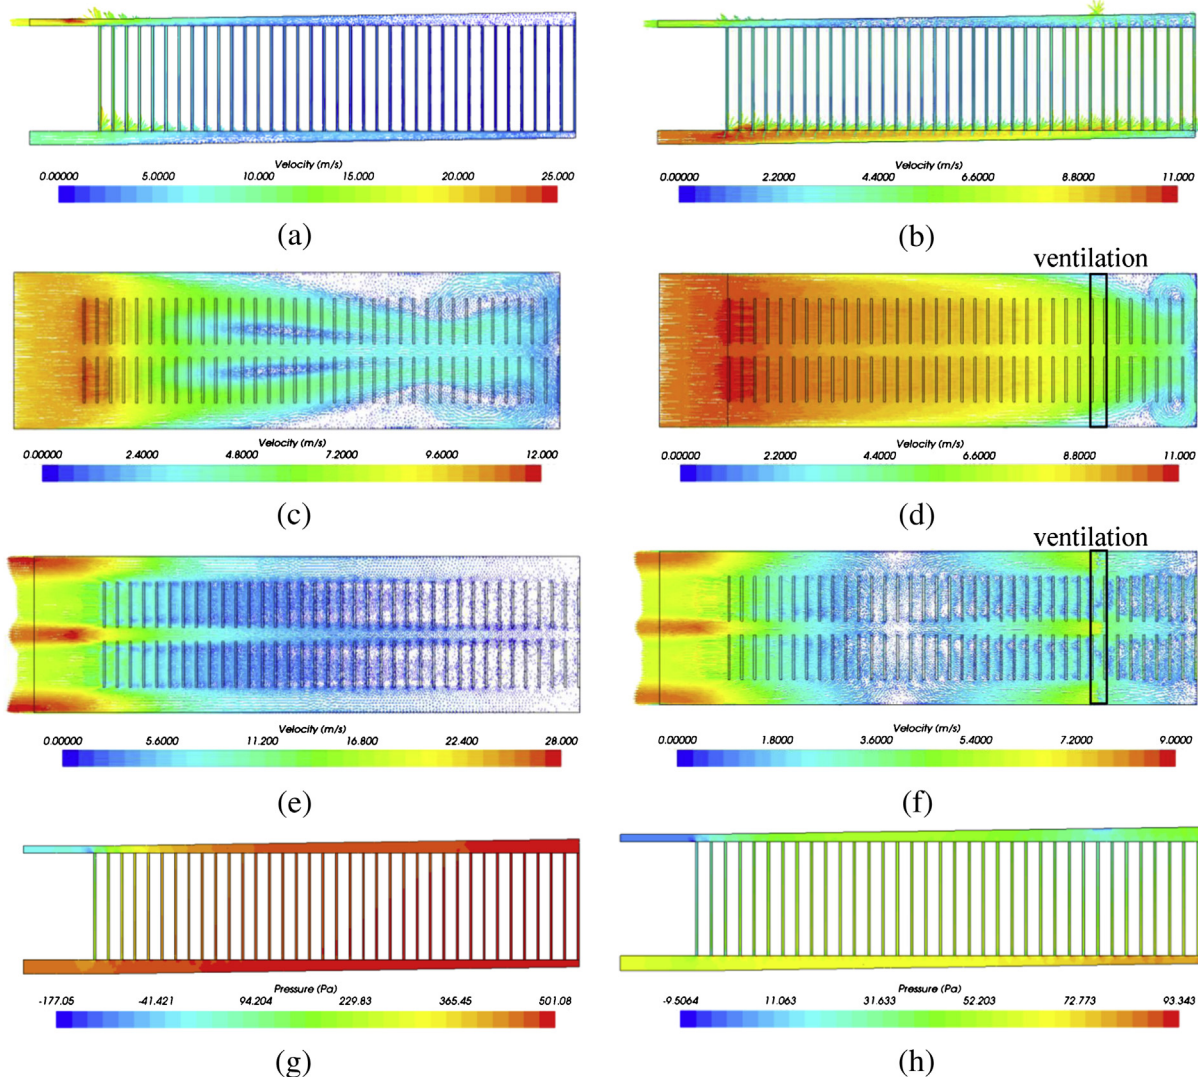 Velocity (m/s)
0.00000 5.0000 10.000 15.000 20.000 25.000
(a)
Velocity (m/s)
0.00000 2.2000 4.4000 6.6000 8.8000 11.000
(b)
Velocity (m/s)
0.00000 2.4000 4.8000 7.2000 9.6000 12.000
(c)
ventilation
Velocity (m/s)
0.00000 2.2000 4.4000 6.6000 8.8000 11.000
(d)
Velocity (m/s)
0.00000 5.6000 11.200 16.800 22.400 28.000
(e)
ventilation
Velocity (m/s)
0.00000 1.8000 3.6000 5.4000 7.2000 9.0000
(f)
Pressure (Pa)
-177.05 -41.421 94.204 229.83 365.45 501.08
(g)
Pressure (Pa)
-9.5064 11.063 31.633 52.203 72.773 93.343
(h)